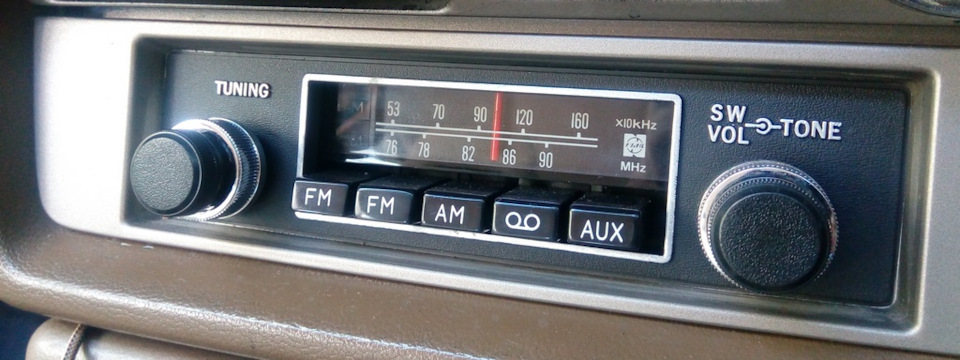 TUNING
53 70 90 120 160 x10kHz
76 78 82 86 90 MHz
SW
VOL TONE
FM FM AM AUX